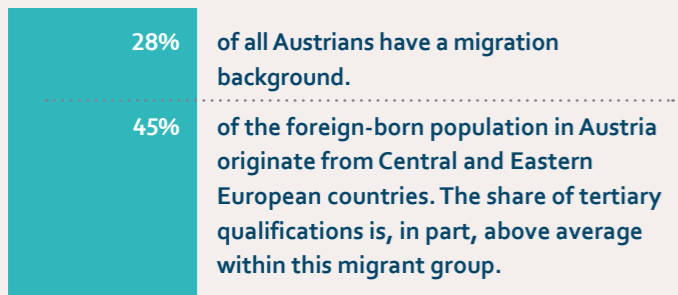 28% of all Austrians have a migration
background.
45% of the foreign-born population in Austria
originate from Central and Eastern
European countries. The share of tertiary
qualifications is, in part, above average
within this migrant group.